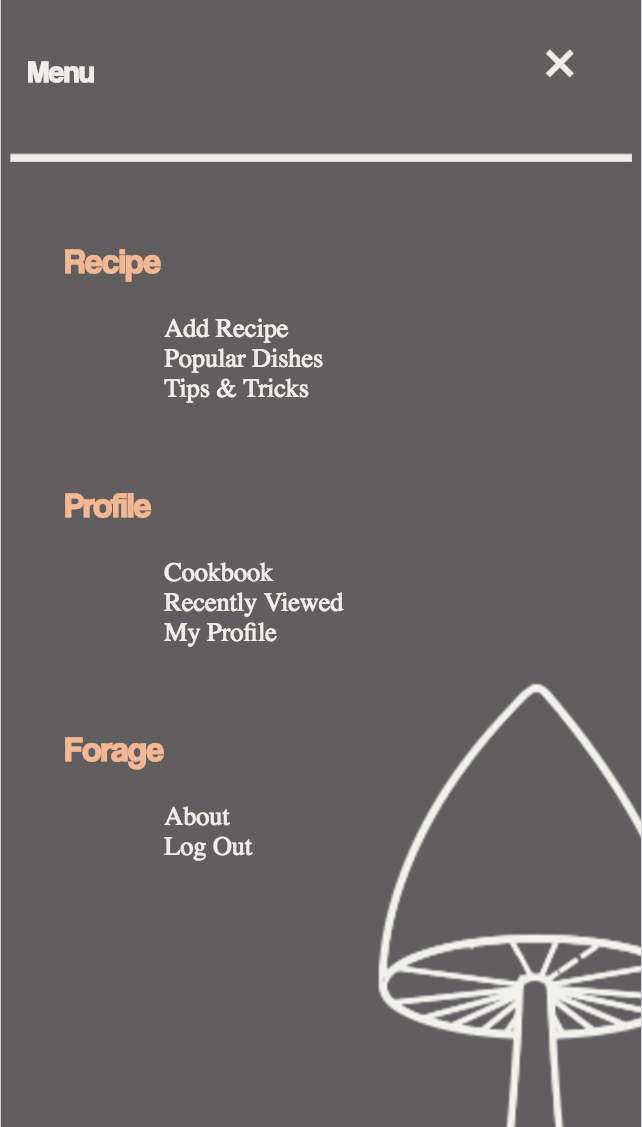 Menu
Recipe
Add Recipe
Popular Dishes
Tips & Tricks
Profile
Cookbook
Recently Viewed
My Profile
Forage
About
Log Out